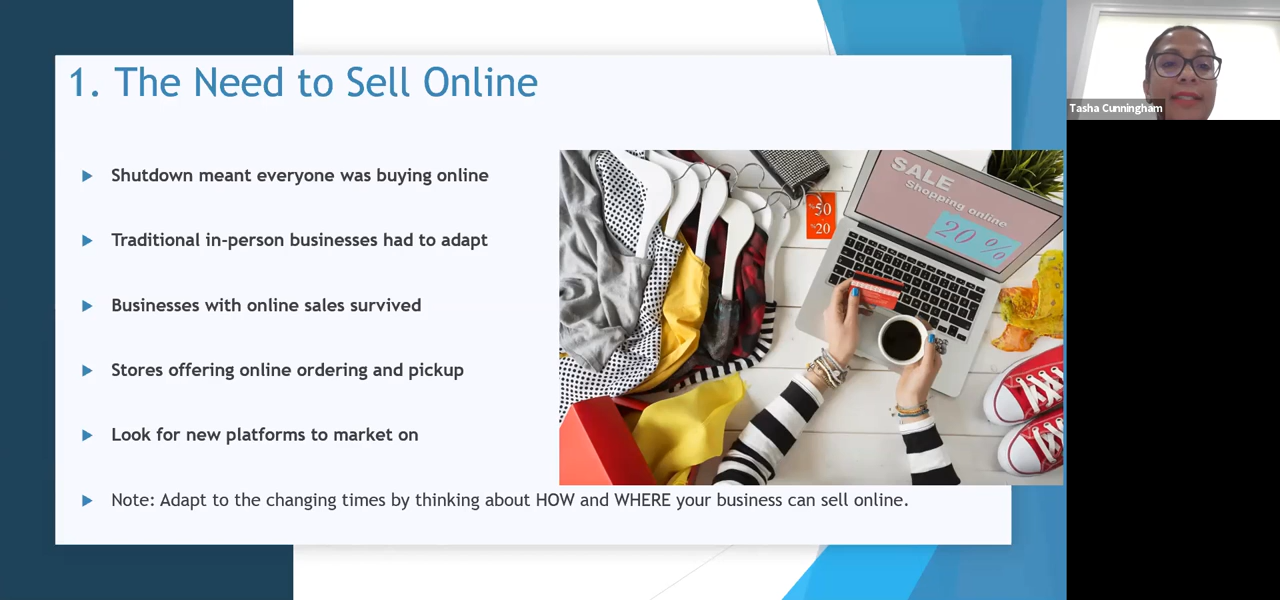 1. The Need to Sell Online
Shutdown meant everyone was buying online
Traditional in-person businesses had to adapt
Businesses with online sales survived
Stores offering online ordering and pickup
Look for new platforms to market on
Note: Adapt to the changing times by thinking about HOW and WHERE your business can sell online.
SALE
Shopping online
20 %
%50
%20
Tasha Cunningham